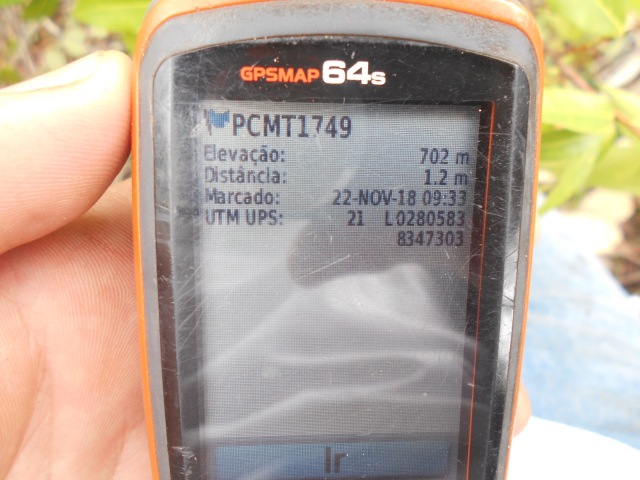 GPSMAP 64s
PCMT1749
Elevação: 702 m
Distância: 1.2 m
Marcado: 22-NOV-18 09:33
UTM UPS: 21 L 0280583
8347303
Ir